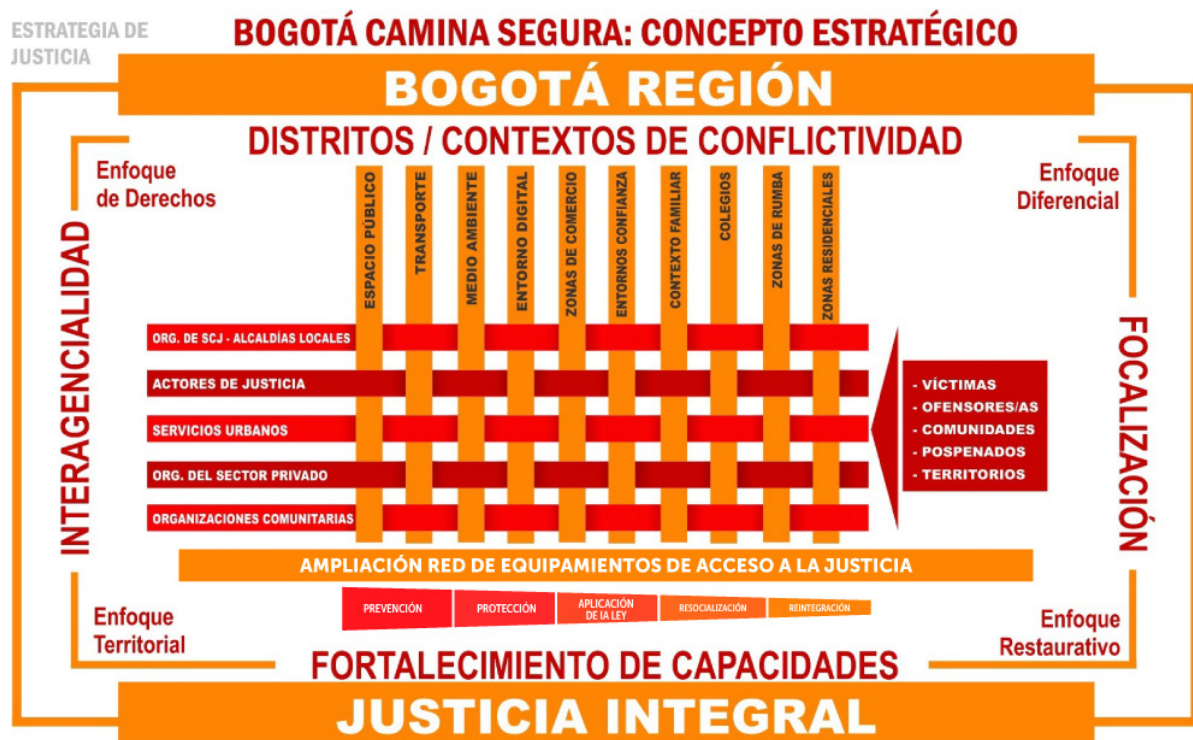 ESTRATEGIA DE
JUSTICIA
BOGOTÁ CAMINA SEGURA: CONCEPTO ESTRATÉGICO
BOGOTÁ REGIÓN
DISTRITOS / CONTEXTOS DE CONFLICTIVIDAD
Enfoque
de Derechos
Enfoque
Diferencial
INTERAGENCIALIDAD
FOCALIZACIÓN
ESPACIO PÚBLICO
TRANSPORTE
MEDIO AMBIENTE
ENTORNO DIGITAL
ZONAS DE COMERCIO
ENTORNOS CONFIANZA
CONTEXTO FAMILIAR
COLEGIOS
ZONAS DE RUMBA
ZONAS RESIDENCIALES
ORG. DE SCJ - ALCALDÍAS LOCALES
ACTORES DE JUSTICIA
SERVICIOS URBANOS
ORG. DEL SECTOR PRIVADO
ORGANIZACIONES COMUNITARIAS
- VÍCTIMAS
- OFENSORES/AS
- COMUNIDADES
- POSPENADOS
- TERRITORIOS
AMPLIACIÓN RED DE EQUIPAMIENTOS DE ACCESO A LA JUSTICIA
PREVENCIÓN
PROTECCIÓN
APLICACIÓN
DE lA LEY
RESOCIALIZACIÓN
REINTEGRACIÓN
Enfoque
Territorial
Enfoque
Restaurativo
FORTALECIMIENTO DE CAPACIDADES
JUSTICIA INTEGRAL